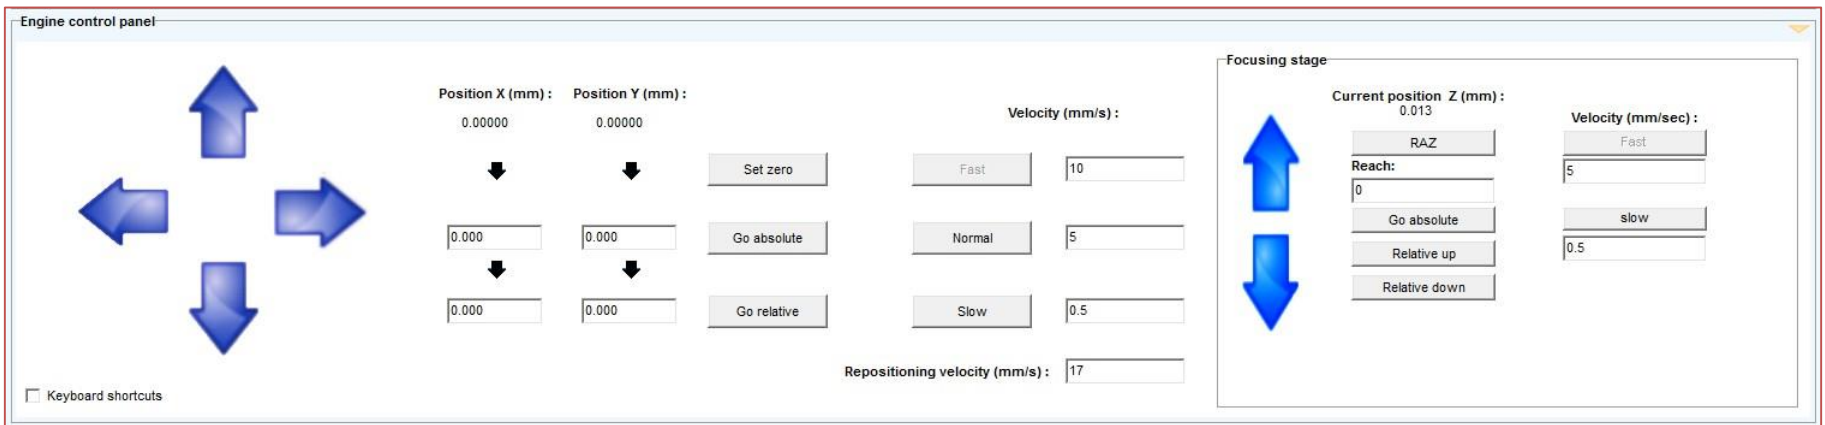 Engine control panel
Position X (mm) : Position Y (mm) :
0.00000 0.00000
Velocity (mm/s) :
Set zero Fast 10
0.000 0.000 Go absolute Normal 5
0.000 0.000 Go relative Slow 0.5
Repositioning velocity (mm/s) : 17
Keyboard shortcuts
Focusing stage
Current position Z (mm) :
0.013
Velocity (mm/sec) :
RAZ Fast
Reach: 5
0
Go absolute slow
Relative up 0.5
Relative down